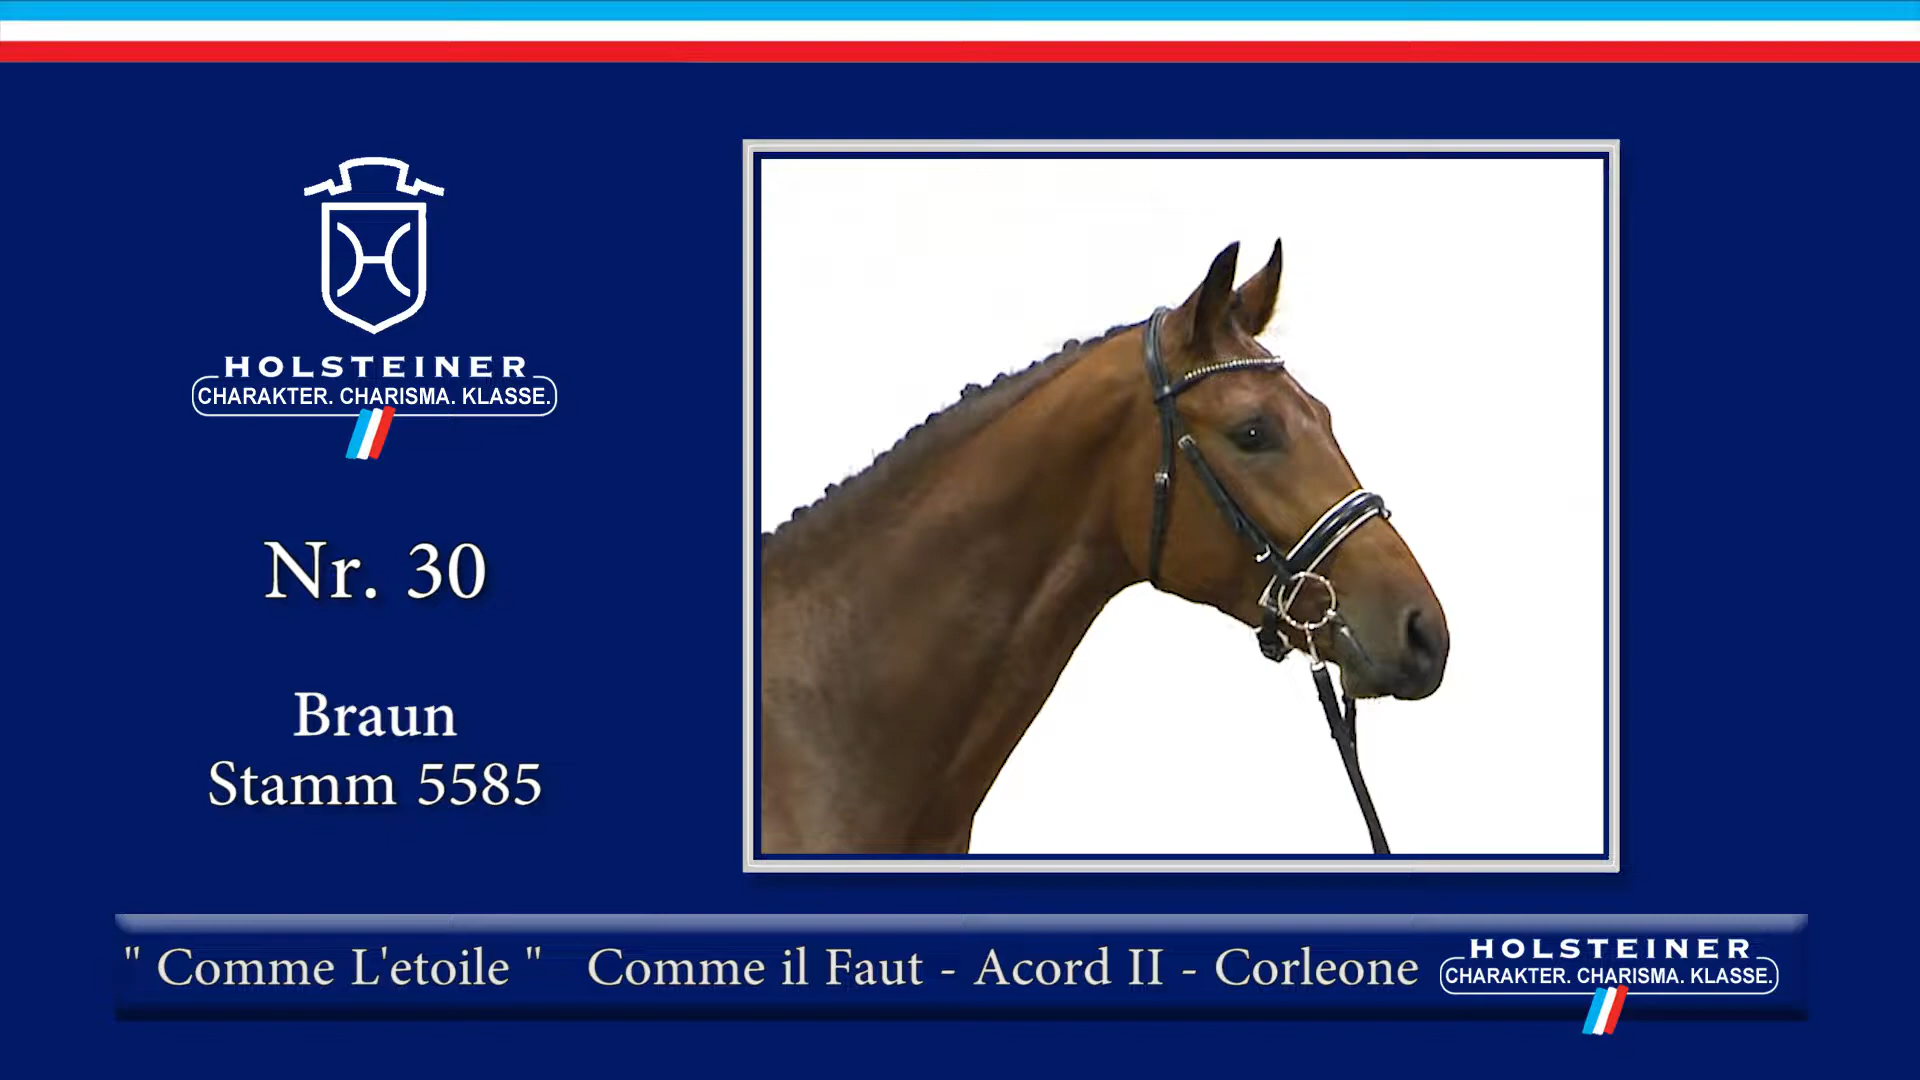 HOLSTEINER
CHARAKTER. CHARISMA. KLASSE.
Nr. 30
Braun
Stamm 5585
" Comme L'etoile " Comme il Faut - Acord II - Corleone
HOLSTEINER
CHARAKTER. CHARISMA. KLASSE.